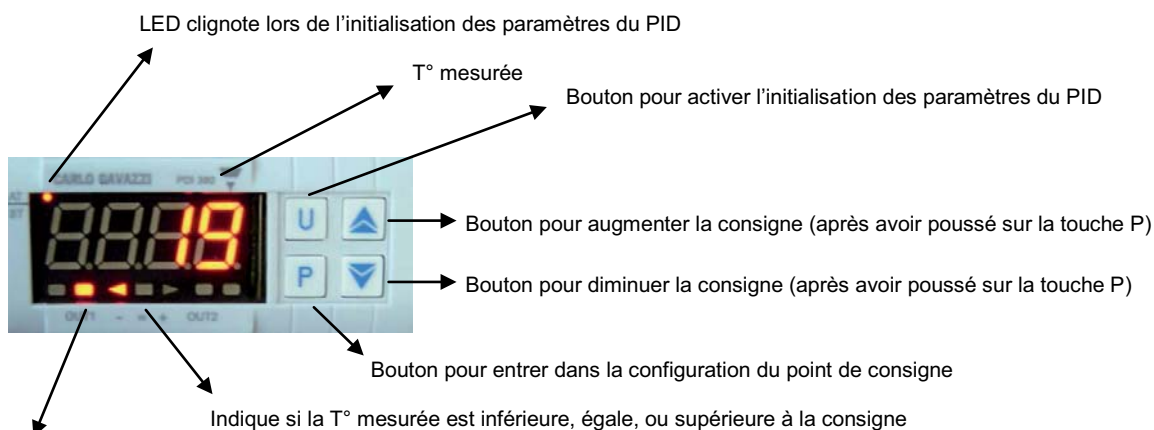 LED clignote lors de l'initialisation des paramètres du PID
T° mesurée
Bouton pour activer l'initialisation des paramètres du PID
CARLO GAVAZZI
AT
19
U
Bouton pour augmenter la consigne (après avoir poussé sur la touche P)
P
Bouton pour diminuer la consigne (après avoir poussé sur la touche P)
OUT1 - = + OUT2
Bouton pour entrer dans la configuration du point de consigne
Indique si la T° mesurée est inférieure, égale, ou supérieure à la consigne